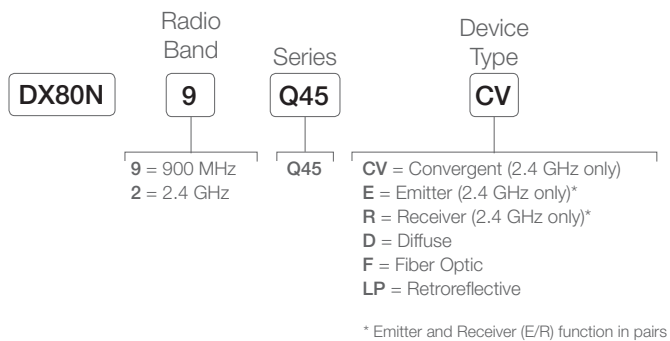 Radio
Band
Series
Device
Type
DX80N
9
Q45
CV
9 = 900 MHz
2 = 2.4 GHz
Q45
CV = Convergent (2.4 GHz only)
E = Emitter (2.4 GHz only)*
R = Receiver (2.4 GHz only)*
D = Diffuse
F = Fiber Optic
LP = Retroreflective
* Emitter and Receiver (E/R) function in pairs